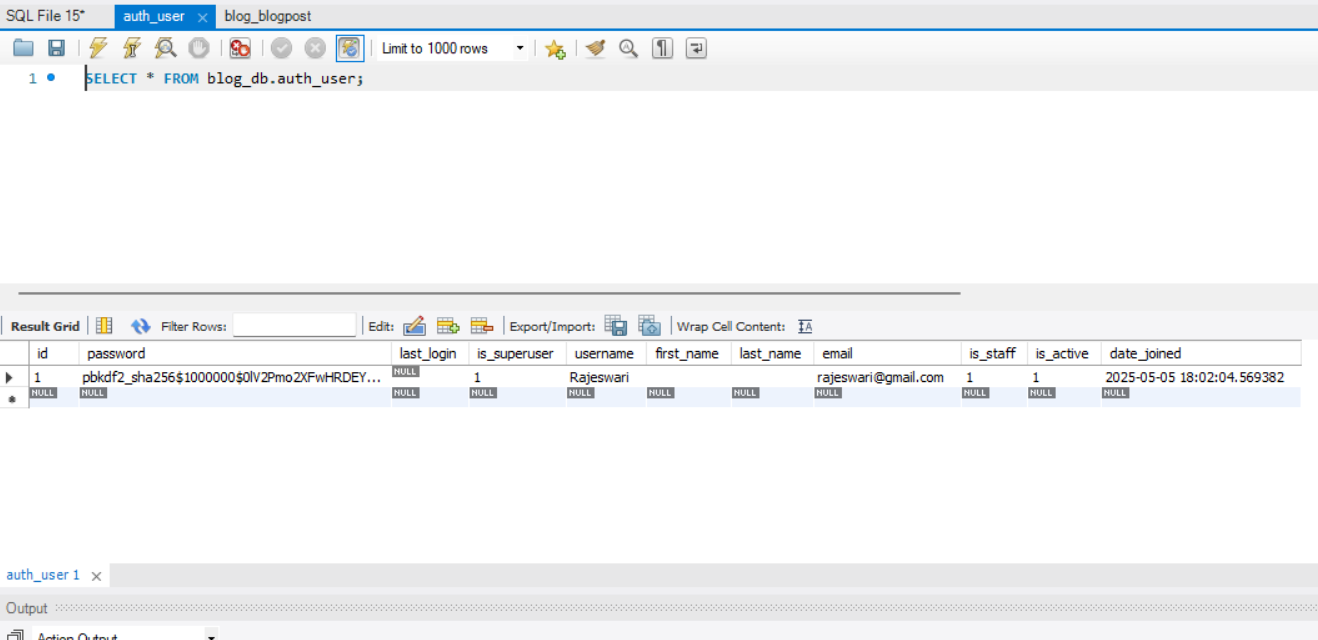 SQL File 15* auth_user blog_blogpost
Limit to 1000 rows
1 SELECT * FROM blog_db.auth_user;
Result Grid Filter Rows: Edit: Export/Import: Wrap Cell Content:
id password last_login is_superuser username first_name last_name email is_staff is_active date_joined
1 pbkdf2_sha256$1000000$0lV2Pmo2XFwHRDEY... NULL 1 Rajeswari rajeswari@gmail.com 1 1 2025-05-05 18:02:04.569382
NULL NULL NULL NULL NULL NULL NULL NULL NULL NULL NULL
auth_user 1
Output
Action Output